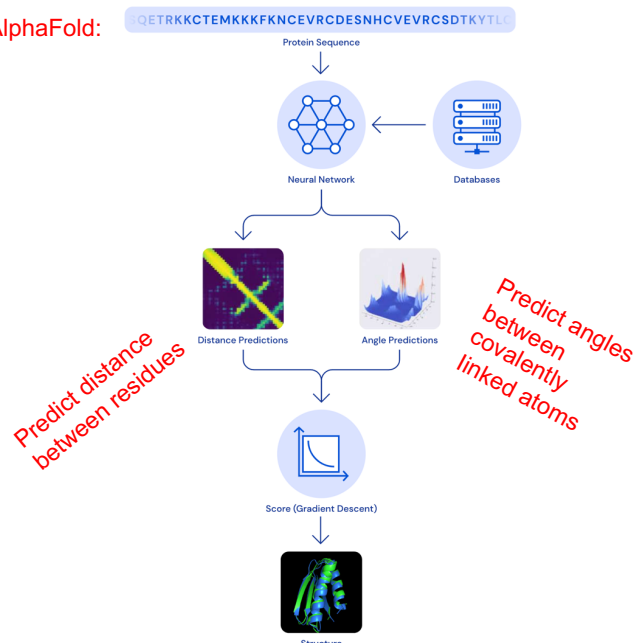 AlphaFold:
SQETRKKCTEMKKKFKNCEVRCDESNHCVEVRCSDTKYTLC
Protein Sequence
Neural Network
Databases
Distance Predictions
Angle Predictions
Predict distance
between residues
Predict angles
between
covalently
linked atoms
Score (Gradient Descent)
Structure